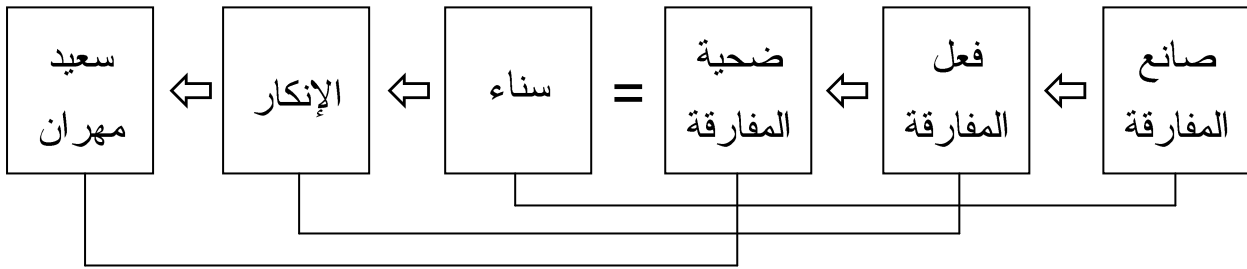 صانع
المفارقة
فعل
المفارقة
ضحية
المفارقة
=
سناء
الإنكار
سعيد
مهران